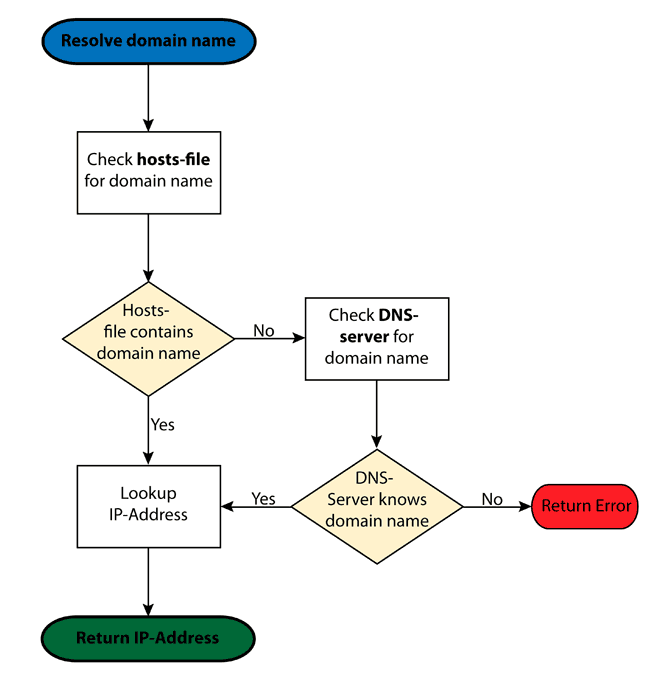 Resolve domain name
Check hosts-file
for domain name
Hosts-
file contains
domain name
No
Check DNS-
server for
domain name
Yes
Lookup
IP-Address
Yes
DNS-
Server knows
domain name
No
Return Error
Return IP-Address